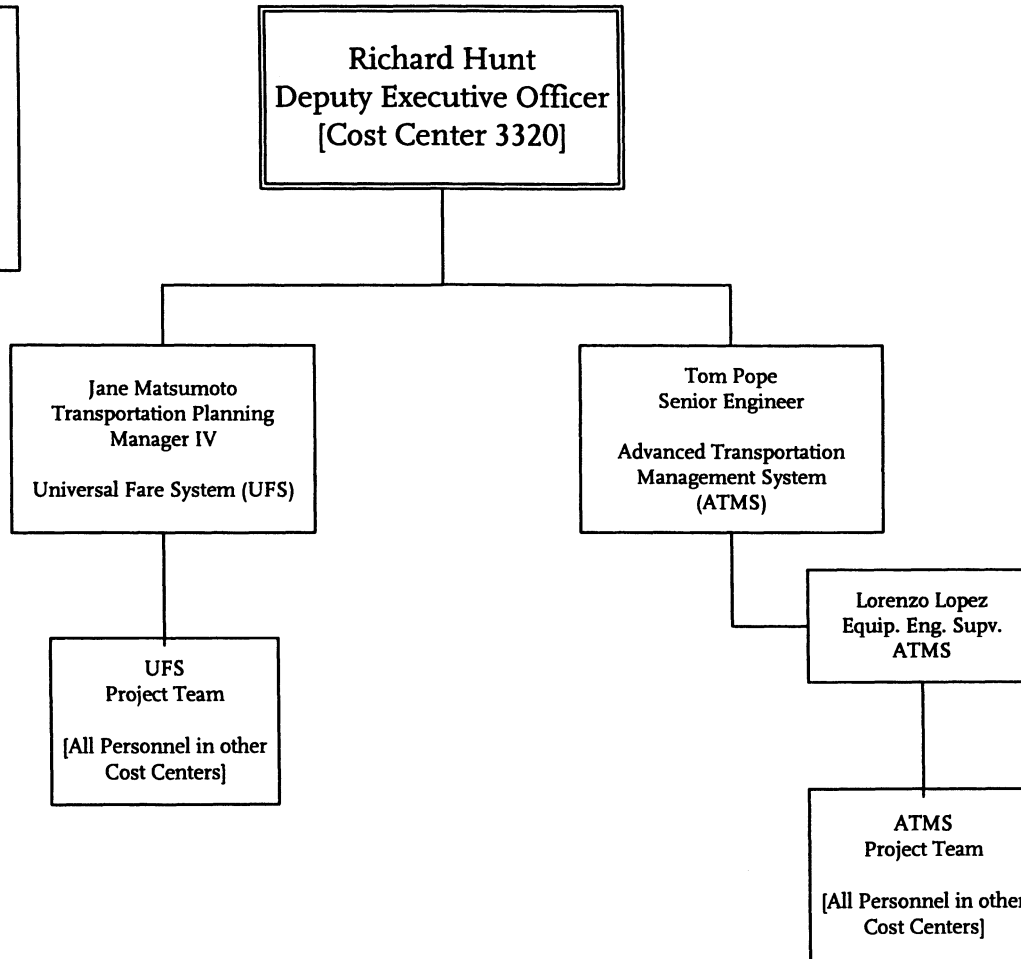 Richard Hunt
Deputy Executive Officer
[Cost Center 3320]
Jane Matsumoto
Transportation Planning
Manager IV
Universal Fare System (UFS)
Tom Pope
Senior Engineer
Advanced Transportation
Management System
(ATMS)
Lorenzo Lopez
Equip. Eng. Supv.
ATMS
UFS
Project Team
[All Personnel in other
Cost Centers]
ATMS
Project Team
[All Personnel in other
Cost Centers]